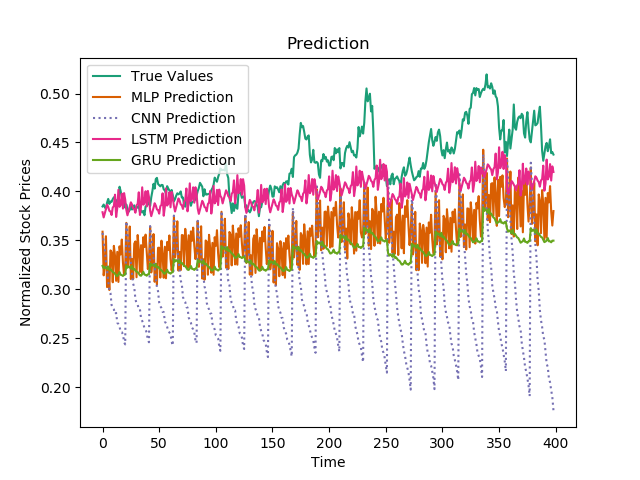 Prediction
True Values
MLP Prediction
CNN Prediction
LSTM Prediction
GRU Prediction
Normalized Stock Prices
0.50
0.45
0.40
0.35
0.30
0.25
0.20
0 50 100 150 200 250 300 350 400
Time